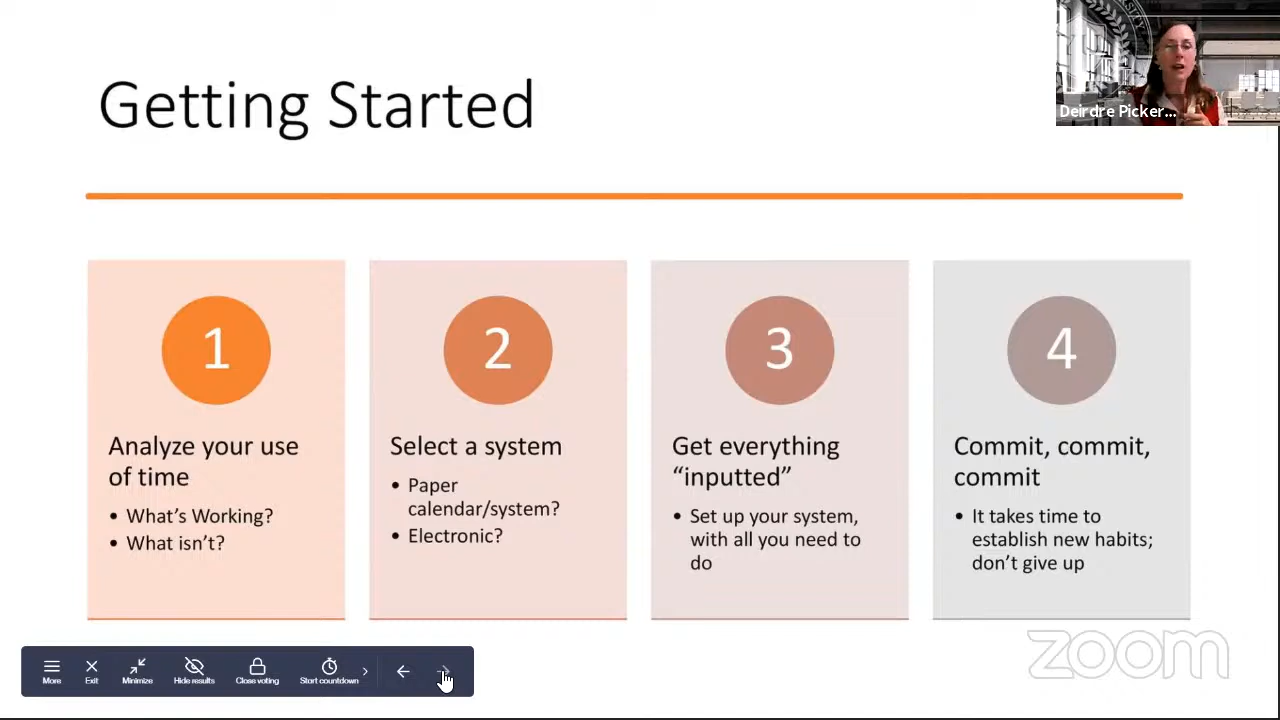 Getting Started
Deirdre Picker...
1
Analyze your use
of time
• What's Working?
• What isn't?
2
Select a system
• Paper
calendar/system?
• Electronic?
3
Get everything
“inputted”
• Set up your system,
with all you need to
do
4
Commit, commit,
commit
• It takes time to
establish new habits;
don't give up
More
Exit
Minimize
Hide results
Close voting
Start countdown
zoom